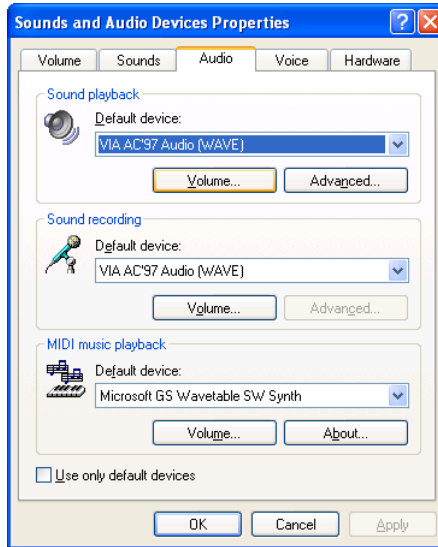 Sounds and Audio Devices Properties
Volume Sounds Audio Voice Hardware
Sound playback
Default device:
VIA AC'97 Audio (WAVE)
Volume... Advanced...
Sound recording
Default device:
VIA AC'97 Audio (WAVE)
Volume... Advanced...
MIDI music playback
Default device:
Microsoft GS Wavetable SW Synth
Volume... About...
Use only default devices
OK Cancel Apply